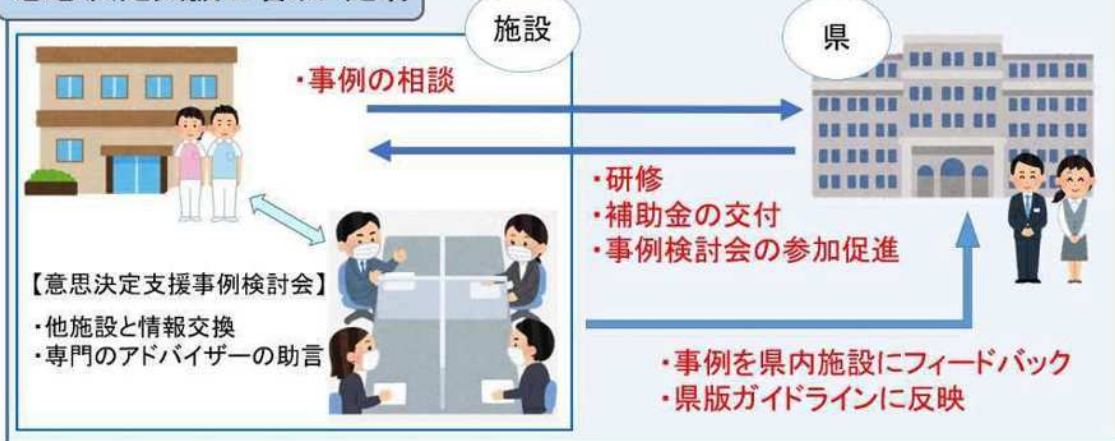 施設
県
・事例の相談
・研修
・補助金の交付
・事例検討会の参加促進
【意思決定支援事例検討会】
・他施設と情報交換
・専門のアドバイザーの助言
・事例を県内施設にフィードバック
・県版ガイドラインに反映